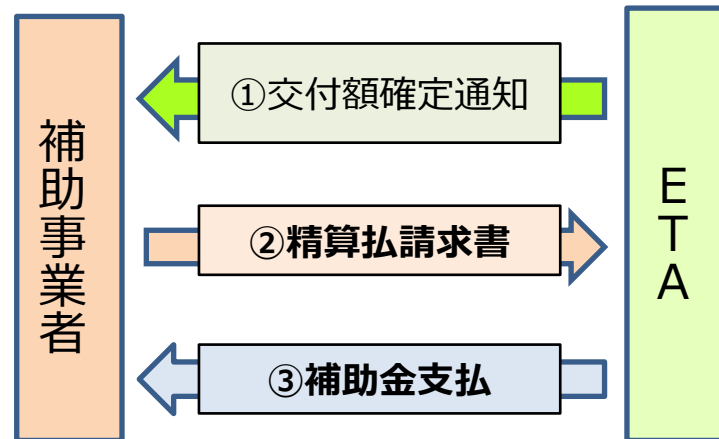 補助事業者
①交付額確定通知
②精算払請求書
③補助金支払
ETA